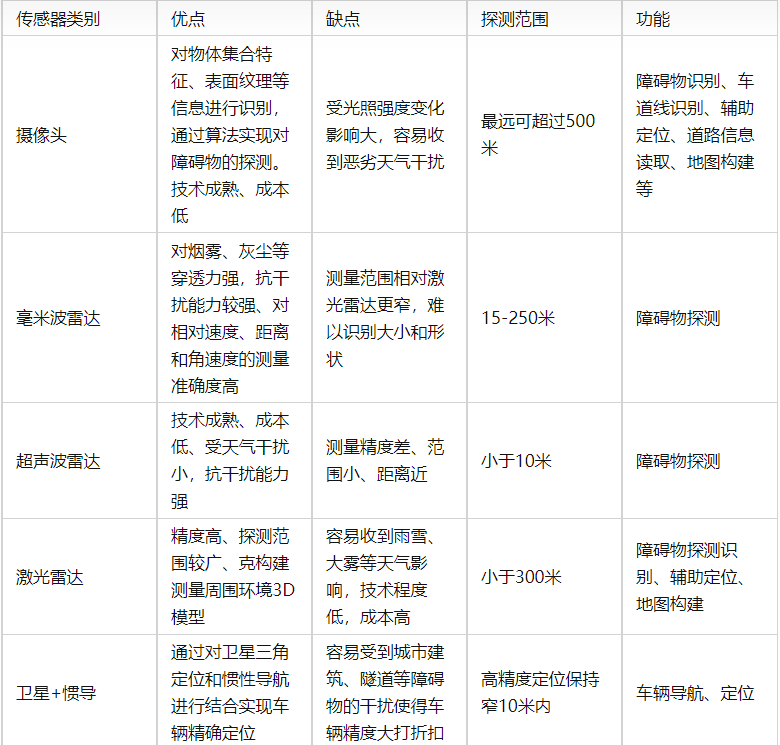 传感器类别
优点
缺点
探测范围
功能
摄像头
对物体集合特
征、表面纹理等
信息进行识别，
通过算法实现对
障碍物的探测。
技术成熟、成本
低
受光照强度变化
影响大，容易收
到恶劣天气干扰
最远可超过500
米
障碍物识别、车
道线识别、辅助
定位、道路信息
读取、地图构建
等
毫米波雷达
对烟雾、灰尘等
穿透力强，抗干
扰能力较强、对
相对速度、距离
和角速度的测量
准确度高
测量范围相对激
光雷达更窄，难
以识别大小和形
状
15-250米
障碍物探测
超声波雷达
技术成熟、成本
低、受天气干扰
小，抗干扰能力
强
测量精度差、范
围小、距离近
小于10米
障碍物探测
激光雷达
精度高、探测范
围较广、克构建
测量周围环境3D
模型
容易收到雨雪、
大雾等天气影
响，技术程度
低，成本高
小于300米
障碍物探测识
别、辅助定位、
地图构建
卫星+惯导
通过对卫星三角
定位和惯性导航
进行结合实现车
辆精确定位
容易受到城市建
筑、隧道等障碍
物的干扰使得车
辆精度大打折扣
高精度定位保持
窄10米内
车辆导航、定位